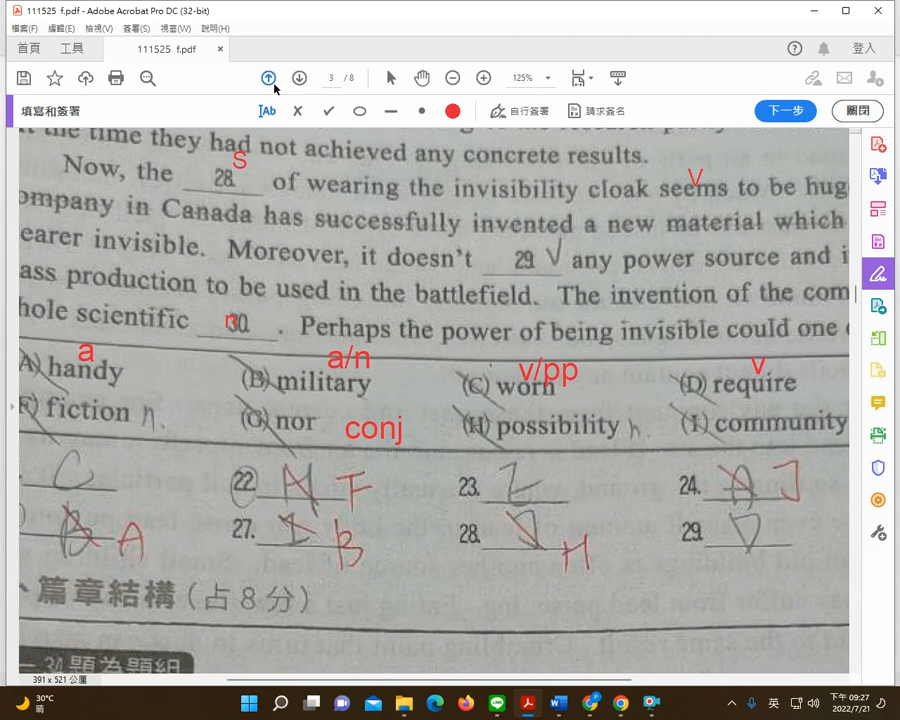 111525 f.pdf - Adobe Acrobat Pro DC (32-bit)
檔案(F) 編輯(E) 檢視(V) 簽署(S) 視窗(W) 說明(H)
首頁 工具 111525 f.pdf × 登入
3 / 8 125%
填寫和簽署 Ab 自行簽署 請求簽名 下一步 關閉
the time they had not achieved any concrete results.
S V
Now, the 28. of wearing the invisibility cloak seems to be hug
ompany in Canada has successfully invented a new material which
earer invisible. Moreover, it doesn't 29. V any power source and i
ass production to be used in the battlefield. The invention of the com
hole scientific 30. n . Perhaps the power of being invisible could one
a a/n v/pp v.
A) handy (B) military (C) worn (D) require
F) fiction n. (G) nor conj (H) possibility n. (I) community
C 22. F 23. 24. A J
B A 27. I B 28. J H 29. D
、篇章結構(占8分)
34 題為題組
391 x 521 公厘
30°C 英 下午 09:27
2022/7/21